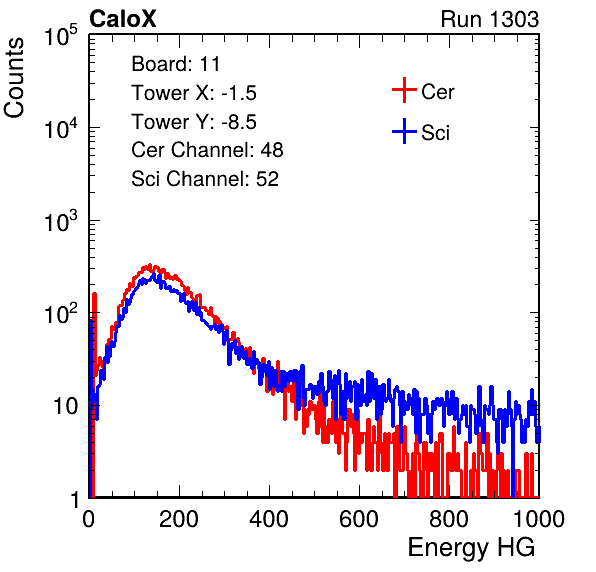 CaloX Run 1303
Counts
Board: 11
Tower X: -1.5
Tower Y: -8.5
Cer Channel: 48
Sci Channel: 52
Cer
Sci
10^5
10^4
10^3
10^2
10
1
0 200 400 600 800 1000
Energy HG